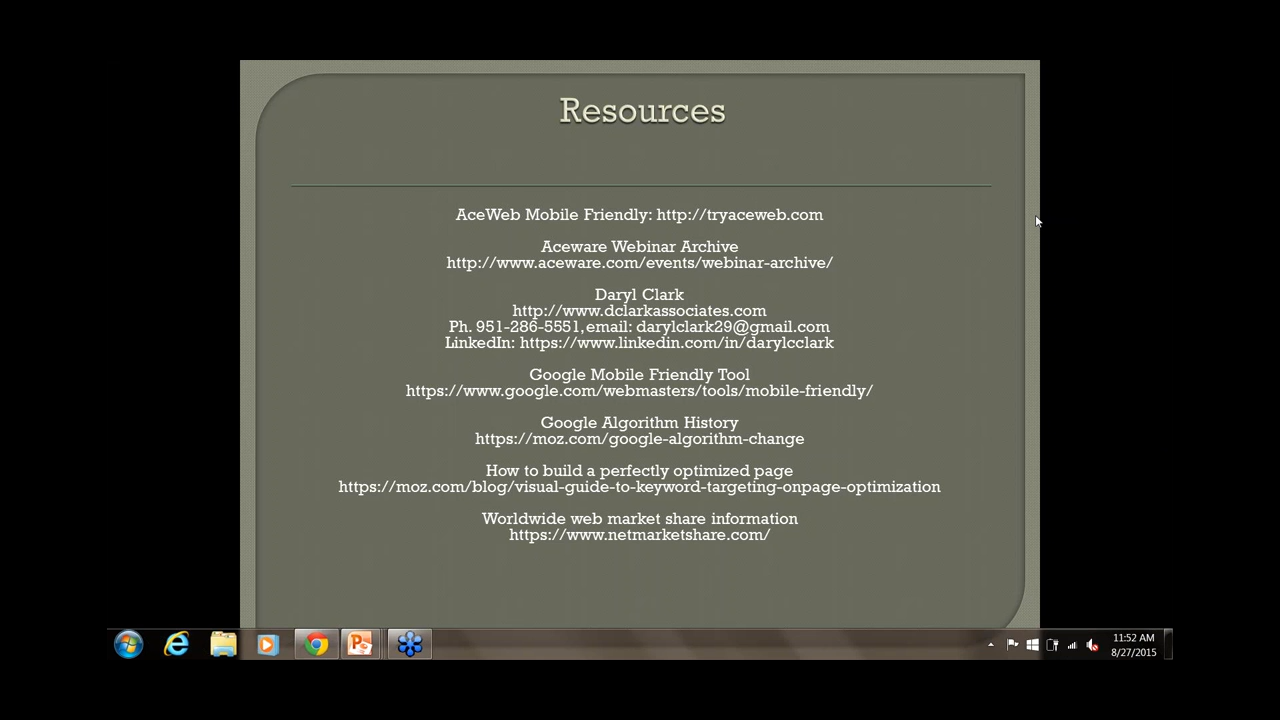 Resources
AceWeb Mobile Friendly: http://tryaceweb.com
Aceware Webinar Archive
http://www.aceware.com/events/webinar-archive/
Daryl Clark
http://www.dclarkassociates.com
Ph. 951-286-5551,email: darylclark29@gmail.com
LinkedIn: https://www.linkedin.com/in/darylcclark
Google Mobile Friendly Tool
https://www.google.com/webmasters/tools/mobile-friendly/
Google Algorithm History
https://moz.com/google-algorithm-change
How to build a perfectly optimized page
https://moz.com/blog/visual-guide-to-keyword-targeting-onpage-optimization
Worldwide web market share information
https://www.netmarketshare.com/
11:52 AM
8/27/2015